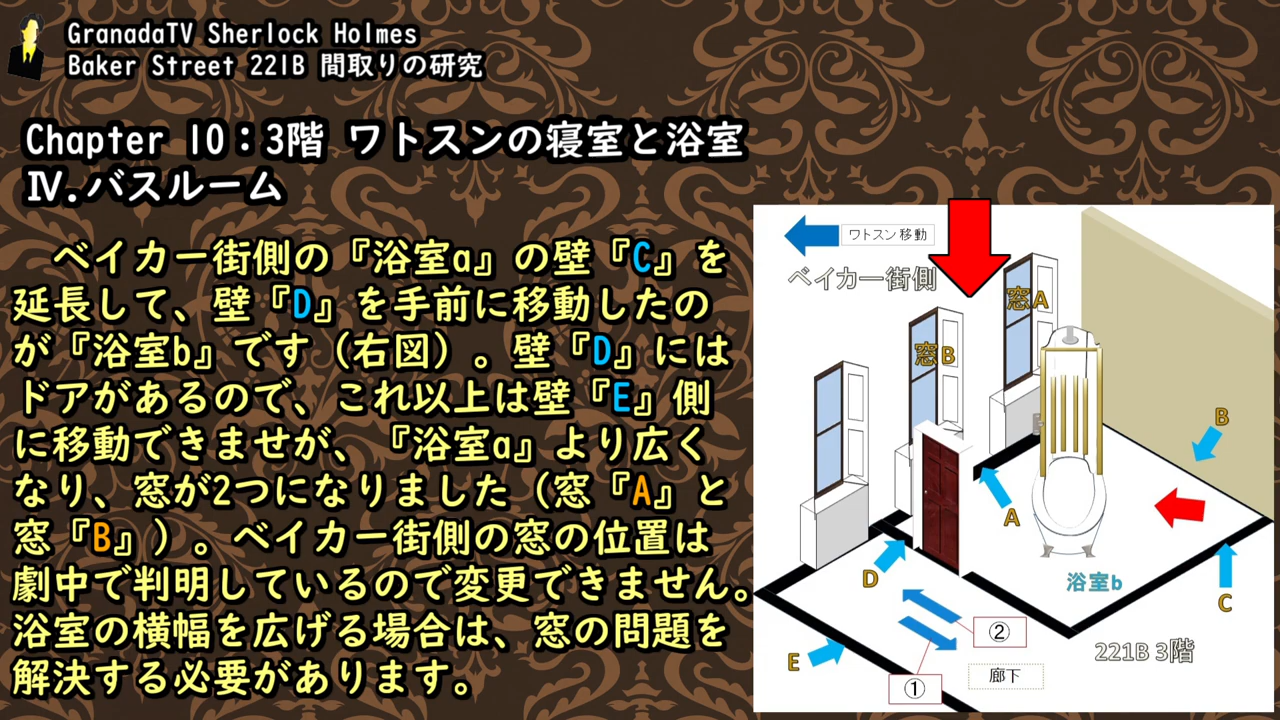 GranadaTV Sherlock Holmes
Baker Street 221B 間取りの研究
Chapter 10：3階 ワトスンの寝室と浴室
Ⅳ.バスルーム
ベイカー街側の『浴室a』の壁『C』を
延長して、壁『D』を手前に移動したの
が『浴室b』です（右図）。壁『D』には
ドアがあるので、これ以上は壁『E』側
に移動できませが、『浴室a』より広く
なり、窓が2つになりました（窓『A』と
窓『B』）。ベイカー街側の窓の位置は
劇中で判明しているので変更できません。
浴室の横幅を広げる場合は、窓の問題を
解決する必要があります。
ワトスン移動
ベイカー街側
窓A
窓B
B
A
D
浴室b
C
②
E
221B 3階
廊下
①